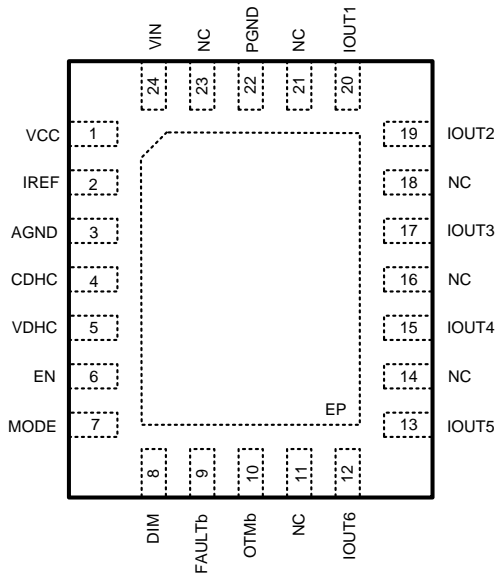 VIN
NC
PGND
NC
IOUT1
24
23
22
21
20
VCC 1
19 IOUT2
IREF 2
18 NC
AGND 3
17 IOUT3
CDHC 4
16 NC
VDHC 5
15 IOUT4
EN 6
14 NC
MODE 7
EP
13 IOUT5
8
9
10
11
12
DIM
FAULTb
OTMb
NC
IOUT6